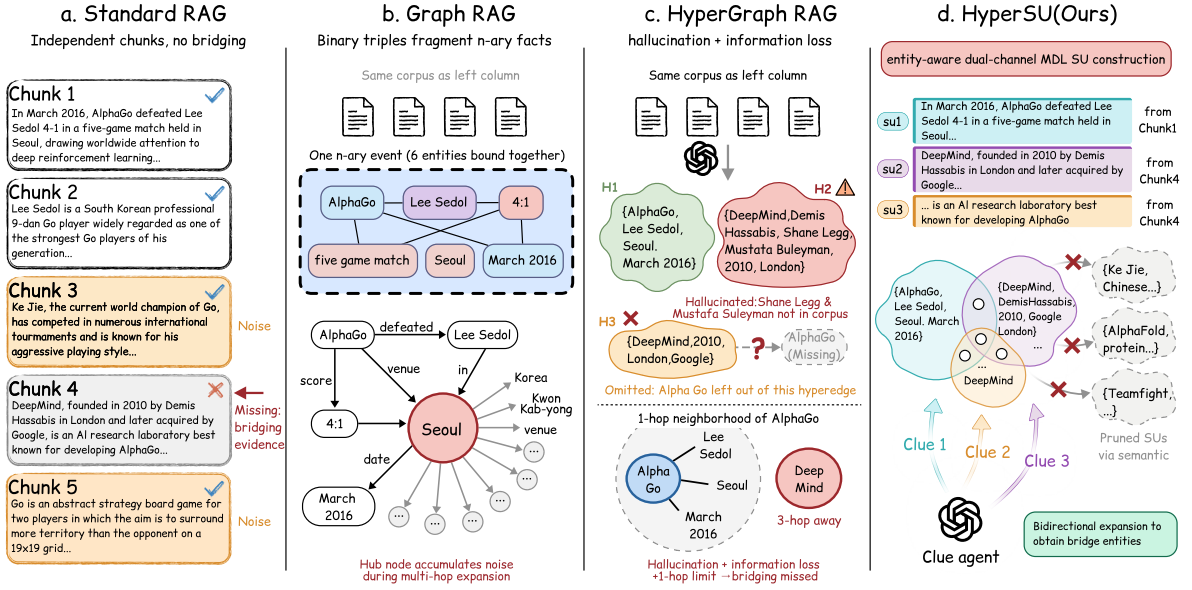 a. Standard RAG
Independent chunks, no bridging
Chunk 1
In March 2016, AlphaGo defeated Lee
Sedol 4-1 in a five-game match held in
Seoul, drawing worldwide attention to
deep reinforcement learning...
Chunk 2
Lee Sedol is a South Korean professional
9-dan Go player widely regarded as one of
the strongest Go players of his
generation...
Chunk 3
Ke Jie, the current world champion of Go,
has competed in numerous international
tournaments and is known for his
aggressive playing style...
Noise
Chunk 4
DeepMind, founded in 2010 by Demis
Hassabis in London and later acquired by
Google, is an AI research laboratory best
known for developing AlphaGo...
Missing:
bridging
evidence
Chunk 5
Go is an abstract strategy board game for
two players in which the aim is to surround
more territory than the opponent on a
19x19 grid...
Noise
b. Graph RAG
Binary triples fragment n-ary facts
Same corpus as left column
One n-ary event (6 entities bound together)
AlphaGo
Lee Sedol
4:1
five game match
Seoul
March 2016
AlphaGo
defeated
Lee Sedol
score
venue
in
4:1
Seoul
date
March
2016
Korea
Kwon
Kab-yong
venue
...
...
...
...
...
...
Hub node accumulates noise
during multi-hop expansion
c. HyperGraph RAG
hallucination + information loss
Same corpus as left column
H1
{AlphaGo,
Lee Sedol,
Seoul.
March 2016}
H2
{DeepMind,Demis
Hassabis, Shane Legg,
Mustata Buleyman,
2010, London}
Hallucinated:Shane Legg &
Mustafa Suleyman not in corpus
H3
{DeepMind,2010,
London,Google}
?
AlphaGo
(Missing)
Omitted: Alpha Go left out of this hyperedge
1-hop neighborhood of AlphaGo
Alpha
Go
Lee
Sedol
Seoul
March
2016
Deep
Mind
3-hop away
Hallucination + information loss
+1-hop limit →bridging missed
d. HyperSU(Ours)
entity-aware dual-channel MDL SU construction
su1
In March 2016, AlphaGo defeated Lee
Sedol 4-1 in a five-game match held in
Seoul...
from
Chunk1
su2
DeepMind, founded in 2010 by Demis
Hassabis in London and later acquired by
Google...
from
Chunk4
su3
... is an AI research laboratory best
known for developing AlphaGo
from
Chunk4
{AlphaGo,
Lee Sedol,
Seoul, March
2016}
{DeepMind,
DemisHassabis,
2010, Google
London}
...
...
DeepMind
{Ke Jie,
Chinese...}
{AlphaFold,
protein...}
{Teamfight,
...}
Pruned SUs
via semantic
Clue 1
Clue 2
Clue 3
Clue agent
Bidirectional expansion to
obtain bridge entities